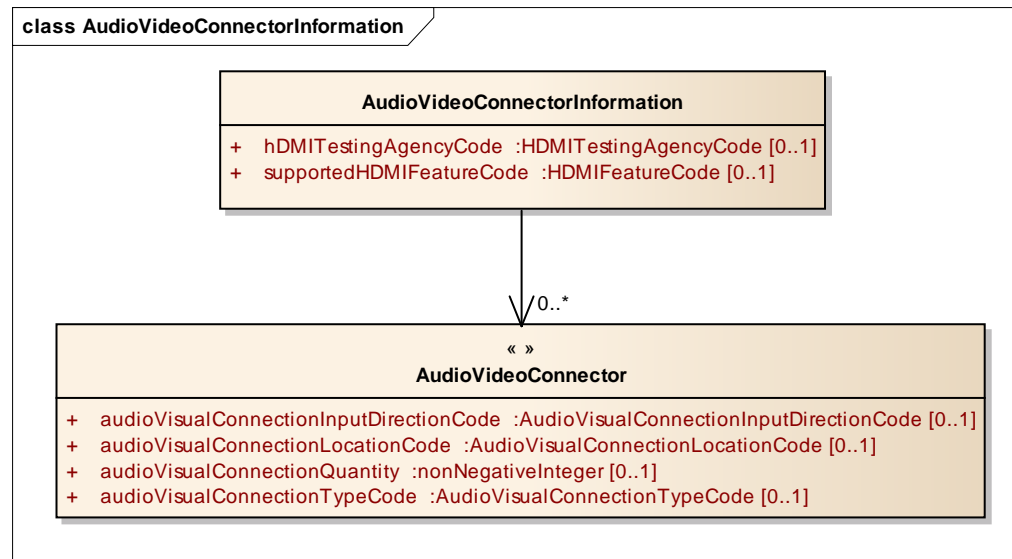 class AudioVideoConnectorInformation
AudioVideoConnectorInformation
+ hDMITestingAgencyCode :HDMITestingAgencyCode [0..1]
+ supportedHDMIFeatureCode :HDMIFeatureCode [0..1]
0..*
« »
AudioVideoConnector
+ audioVisualConnectionInputDirectionCode :AudioVisualConnectionInputDirectionCode [0..1]
+ audioVisualConnectionLocationCode :AudioVisualConnectionLocationCode [0..1]
+ audioVisualConnectionQuantity :nonNegativeInteger [0..1]
+ audioVisualConnectionTypeCode :AudioVisualConnectionTypeCode [0..1]